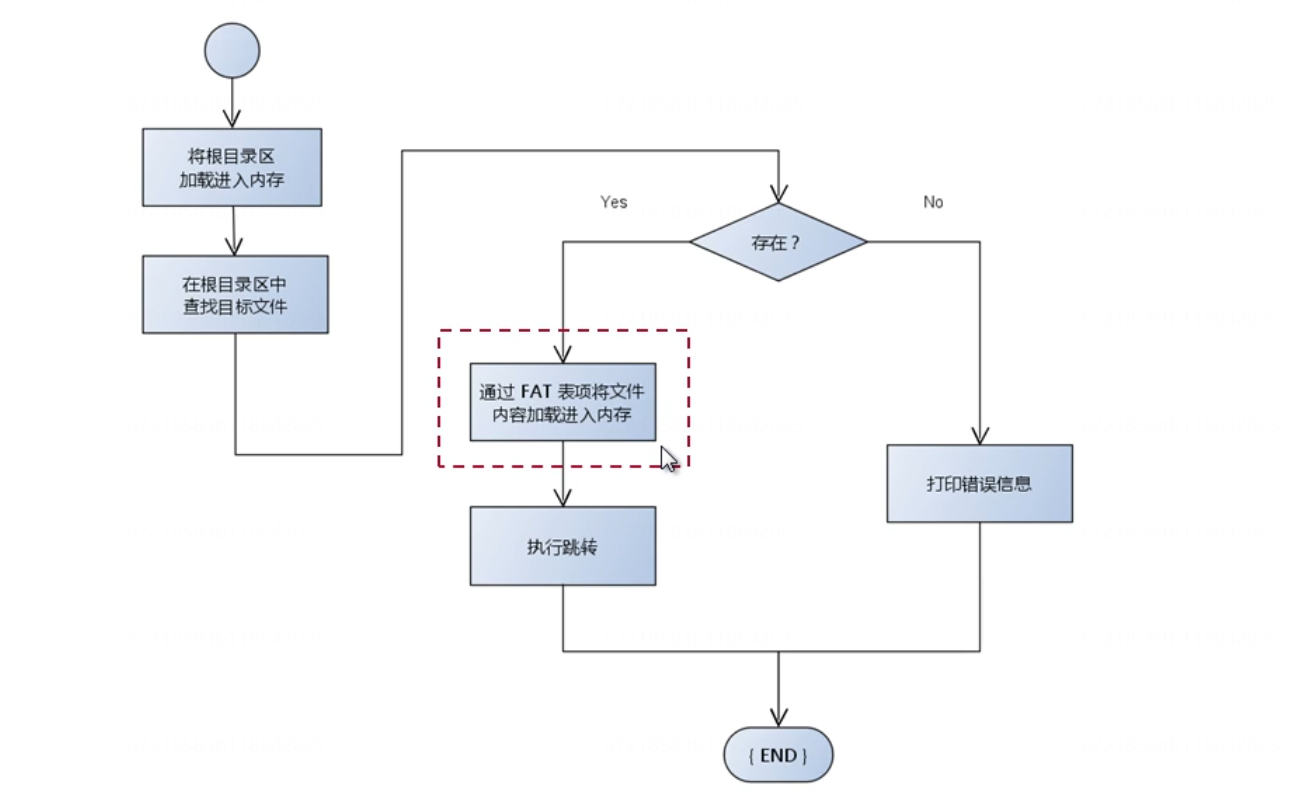 将根目录区
加载进入内存
在根目录区中
查找目标文件
Yes
No
存在？
通过 FAT 表项将文件
内容加载进入内存
打印错误信息
执行跳转
{ END }